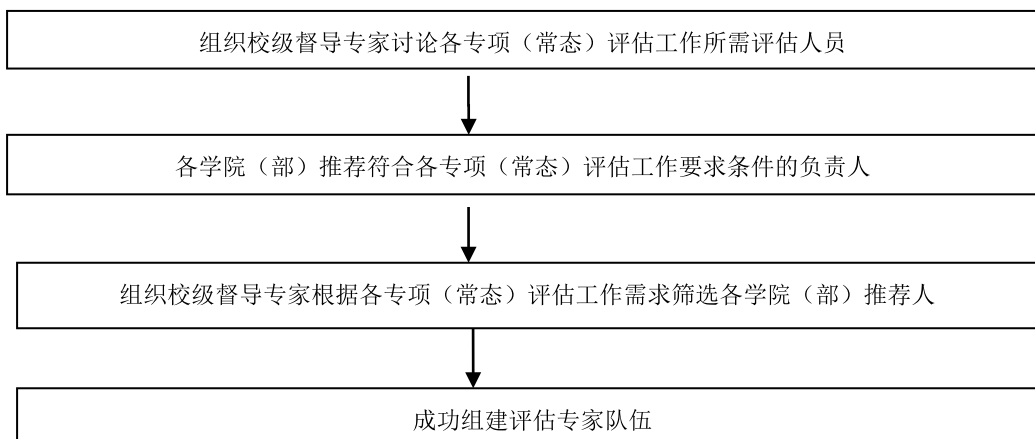 组织校级督导专家讨论各专项（常态）评估工作所需评估人员
各学院（部）推荐符合各专项（常态）评估工作要求条件的负责人
组织校级督导专家根据各专项（常态）评估工作需求筛选各学院（部）推荐人
成功组建评估专家队伍